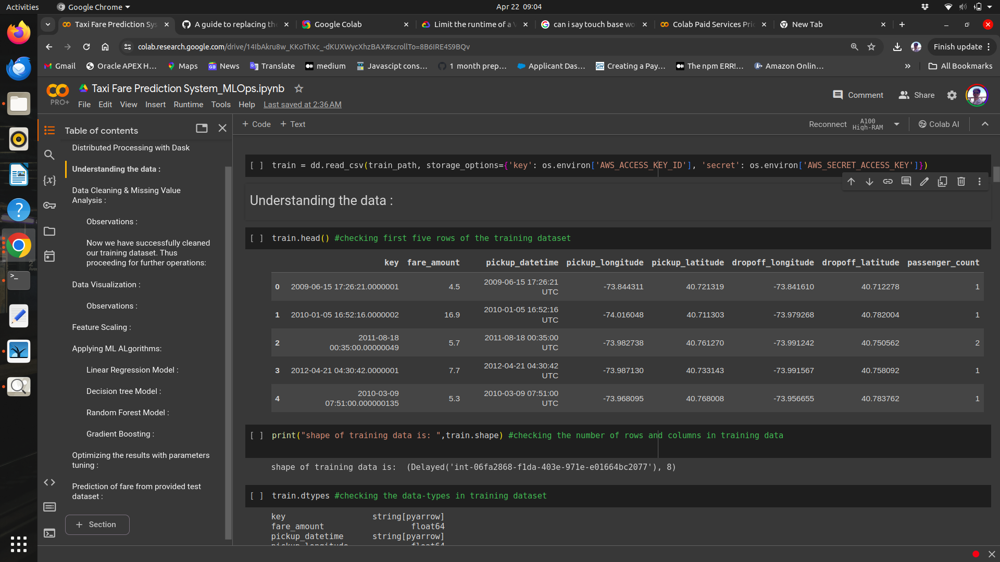 Activities
Google Chrome
Apr 22 09:04
Taxi Fare Prediction Sys
A guide to replacing the
Google Colab
Limit the runtime of a V
can i say touch base wo
Colab Paid Services Pric
New Tab
colab.research.google.com/drive/14IbAkru8w_KKoThXc_-dKUXWycXhzBAX#scrollTo=8B6IRE4S9BQv
Finish update
Gmail
Oracle APEX H...
Maps
News
Translate
medium
Javascipt cons...
1 month prep...
Applicant Das...
Creating a Pay...
The npm ERR!...
Amazon Onlin...
All Bookmarks
PRO+
Taxi Fare Prediction System_MLOps.ipynb
File Edit View Insert Runtime Tools Help Last saved at 2:36 AM
Comment
Share
Table of contents
Distributed Processing with Dask
Understanding the data :
Data Cleaning & Missing Value
Analysis :
Observations :
Now we have successfully cleaned
our training dataset. Thus
proceeding for further operations:
Data Visualization :
Observations :
Feature Scaling :
Applying ML ALgorithms:
Linear Regression Model :
Decision tree Model :
Random Forest Model :
Gradient Boosting :
Optimizing the results with parameters
tuning :
Prediction of fare from provided test
dataset :
+ Section
+ Code + Text
Reconnect
A100
High-RAM
Colab AI
[ ] train = dd.read_csv(train_path, storage_options={'key': os.environ['AWS_ACCESS_KEY_ID'], 'secret': os.environ['AWS_SECRET_ACCESS_KEY']})
Understanding the data :
[ ] train.head() #checking first five rows of the training dataset
key fare_amount pickup_datetime pickup_longitude pickup_latitude dropoff_longitude dropoff_latitude passenger_count
0 2009-06-15 17:26:21.0000001 4.5 2009-06-15 17:26:21 UTC -73.844311 40.721319 -73.841610 40.712278 1
1 2010-01-05 16:52:16.0000002 16.9 2010-01-05 16:52:16 UTC -74.016048 40.711303 -73.979268 40.782004 1
2 2011-08-18 00:35:00.00000049 5.7 2011-08-18 00:35:00 UTC -73.982738 40.761270 -73.991242 40.750562 2
3 2012-04-21 04:30:42.0000001 7.7 2012-04-21 04:30:42 UTC -73.987130 40.733143 -73.991567 40.758092 1
4 2010-03-09 07:51:00.000000135 5.3 2010-03-09 07:51:00 UTC -73.968095 40.768008 -73.956655 40.783762 1
[ ] print("shape of training data is: ",train.shape) #checking the number of rows and columns in training data
shape of training data is: (Delayed('int-06fa2868-f1da-403e-971e-e01664bc2077'), 8)
[ ] train.dtypes #checking the data-types in training dataset
key string[pyarrow]
fare_amount float64
pickup_datetime string[pyarrow]
pickup_longitude float64